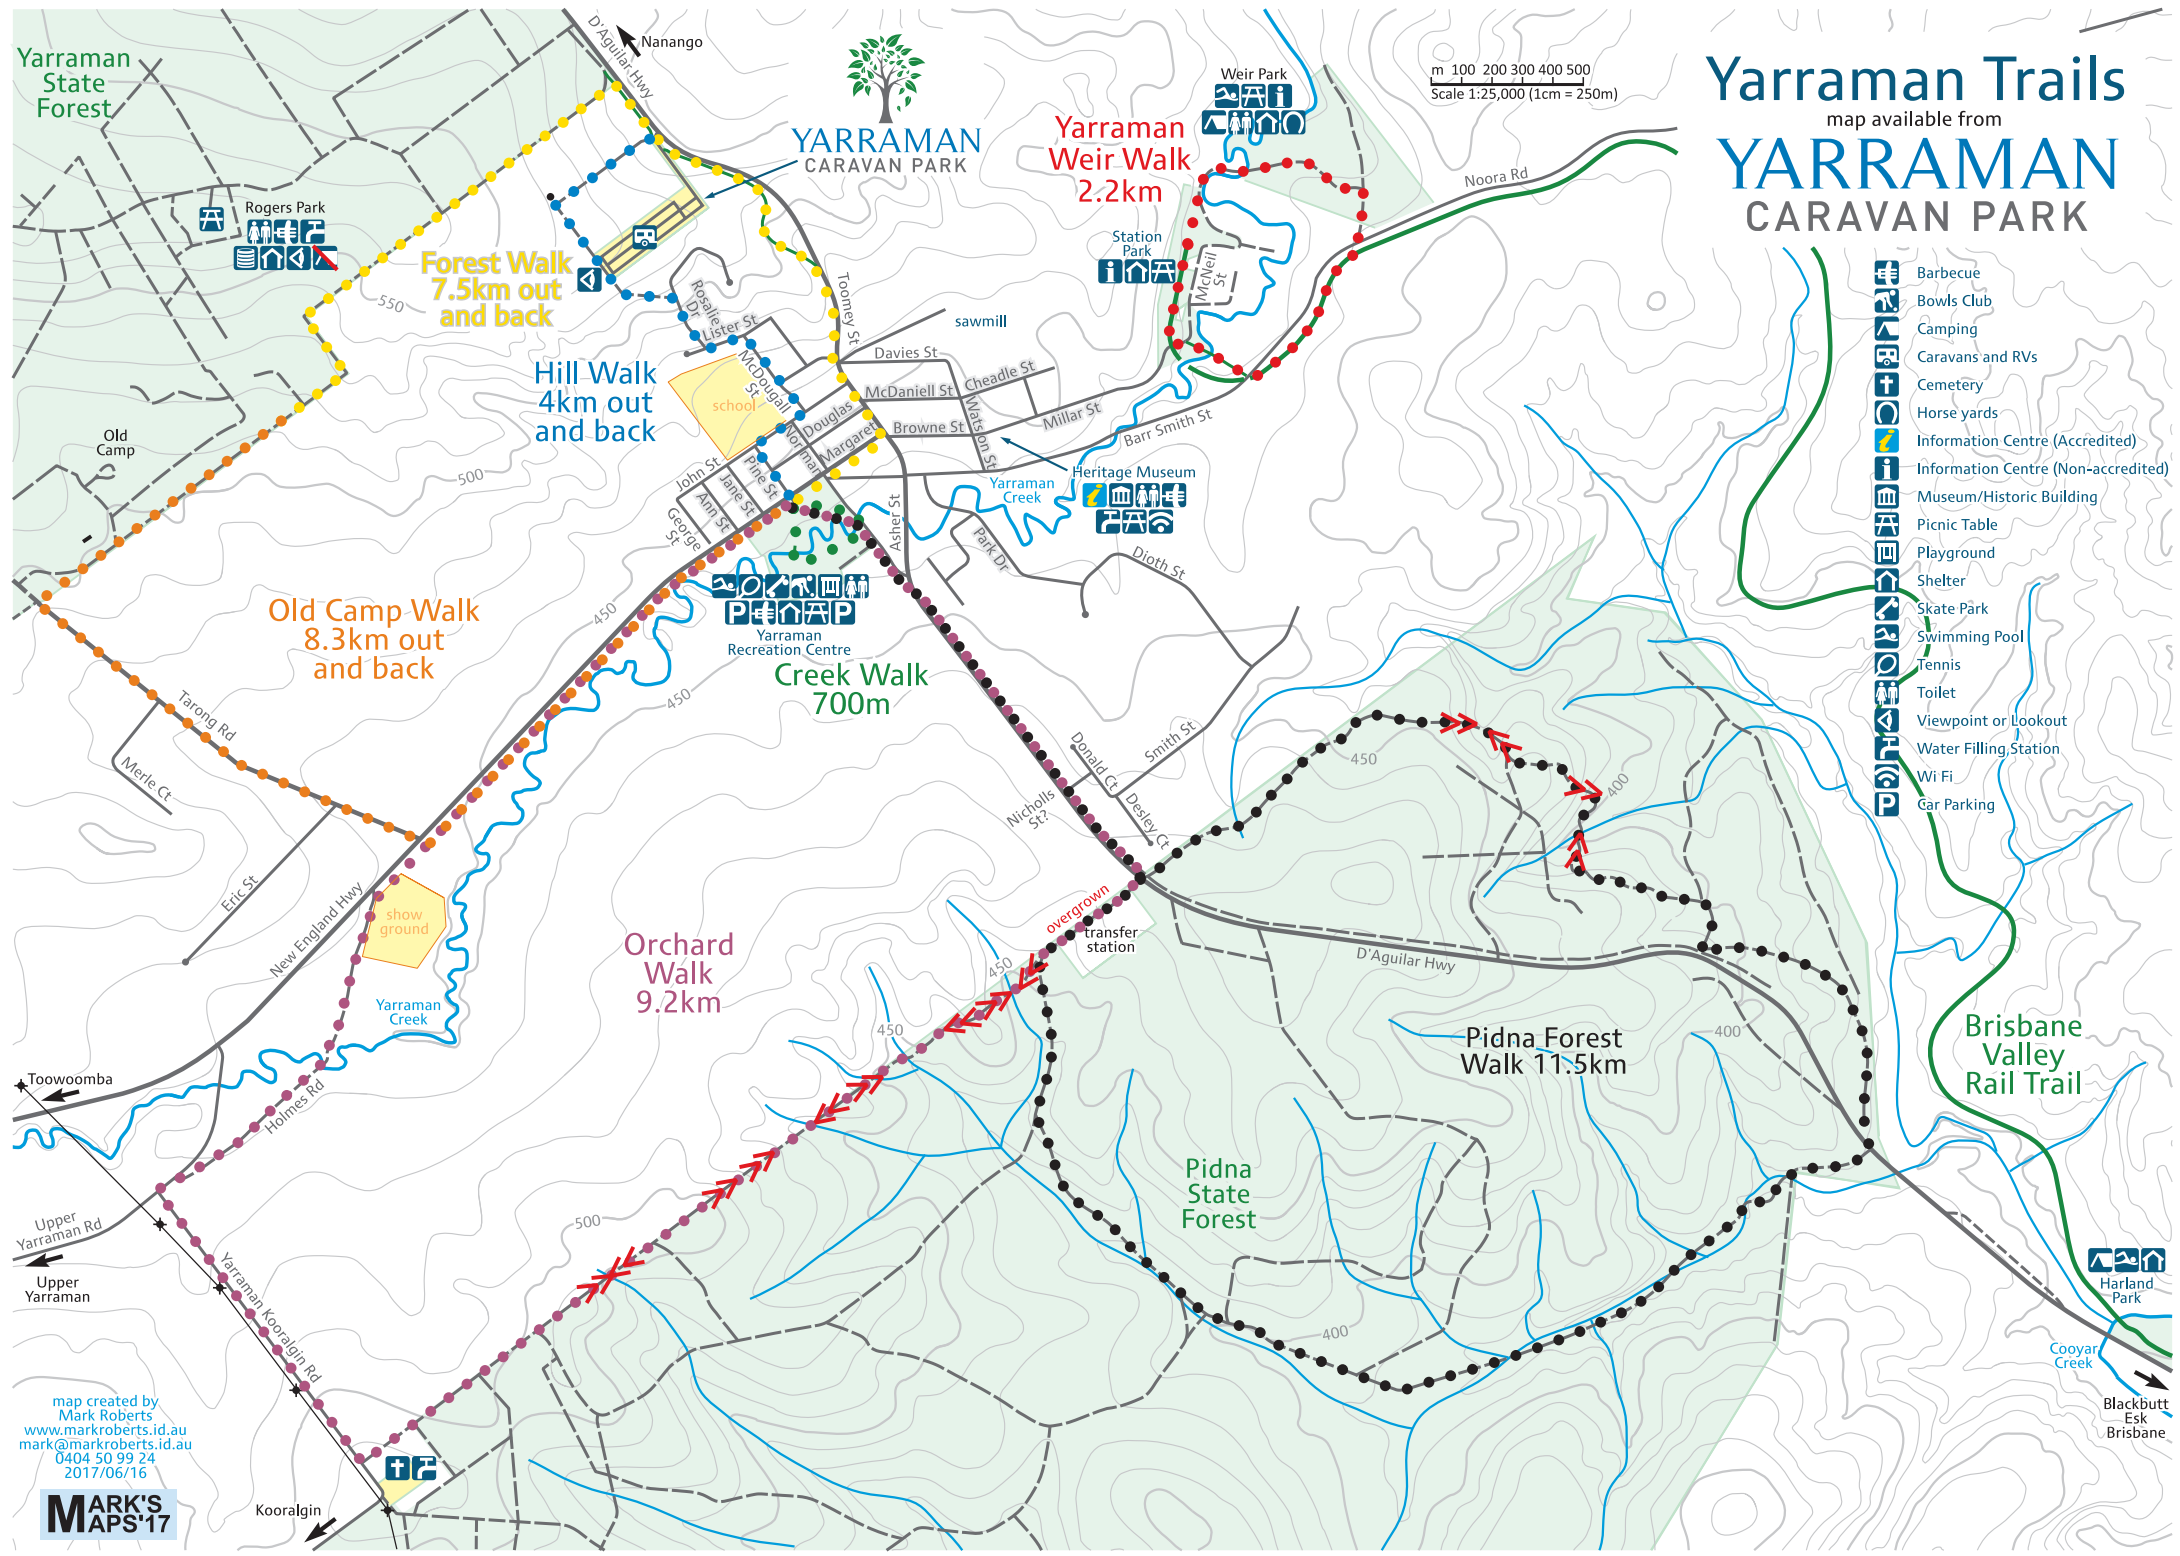 Yarraman
State
Forest
D'Aguilar Hwy
Nanango
YARRAMAN
CARAVAN PARK
Weir Park
m 100 200 300 400 500
Scale 1:25,000 (1cm = 250m)
Yarraman Trails
map available from
YARRAMAN
CARAVAN PARK
Yarraman
Weir Walk
2.2km
Noora Rd
Rogers Park
Station
Park
McNeil
St
Forest Walk
7.5km out
and back
550
Rosalie
Dr
Lister St
Toomey St
sawmill
Davies St
McDaniell St
Cheadle St
Watson St
Millar St
Browne St
Barr Smith St
Hill Walk
4km out
and back
school
McDougall
St
Douglas
Margaret
Norman
John St
Pine St
Jane St
Ann St
George
St
500
Old
Camp
Heritage Museum
Yarraman
Creek
Asher St
Park Dr
Dioth St
Barbecue
Bowls Club
Camping
Caravans and RVs
Cemetery
Horse yards
Information Centre (Accredited)
Information Centre (Non-accredited)
Museum/Historic Building
Picnic Table
Playground
Shelter
Skate Park
Swimming Pool
Tennis
Toilet
Viewpoint or Lookout
Water Filling Station
Wi Fi
P Car Parking
Old Camp Walk
8.3km out
and back
450
450
P
P
Yarraman
Recreation Centre
Creek Walk
700m
Tarong Rd
Merle Ct
Eric St
New England Hwy
show
ground
Donald Ct
Smith St
Desley Ct
Nicholls
St?
450
400
overgrown
transfer
station
D'Aguilar Hwy
Orchard
Walk
9.2km
450
450
Yarraman
Creek
Pidna Forest
Walk 11.5km
400
Brisbane
Valley
Rail Trail
Toowoomba
Holmes Rd
Upper
Yarraman Rd
Upper
Yarraman
Yarraman Kooralgin Rd
500
Pidna
State
Forest
400
Harland
Park
Cooyar
Creek
Blackbutt
Esk
Brisbane
map created by
Mark Roberts
www.markroberts.id.au
mark@markroberts.id.au
0404 50 99 24
2017/06/16
MARK'S
MAPS'17
Kooralgin